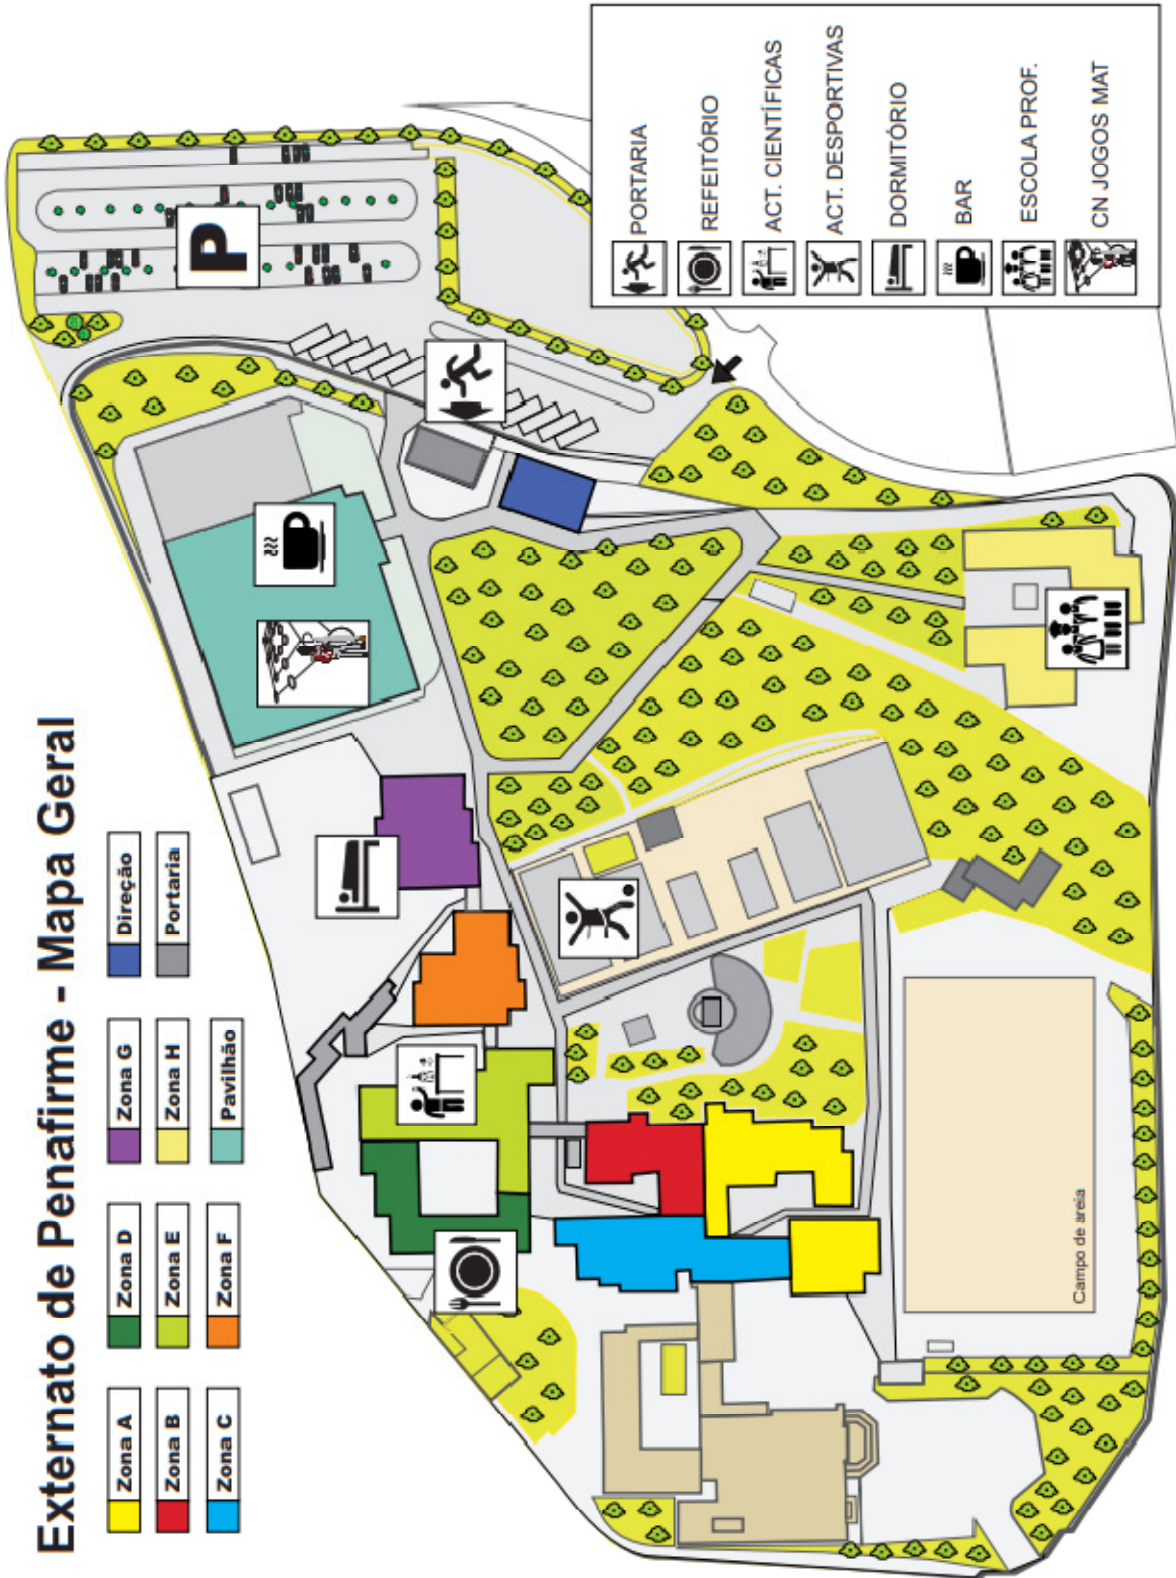 Externato de Penafirme - Mapa Geral
Zona A
Zona B
Zona C
Zona D
Zona E
Zona F
Zona G
Zona H
Pavilhão
Direção
Portaria
P
PORTARIA
REFEITÓRIO
ACT. CIENTÍFICAS
ACT. DESPORTIVAS
DORMITÓRIO
BAR
ESCOLA PROF.
CN JOGOS MAT
Campo de areia